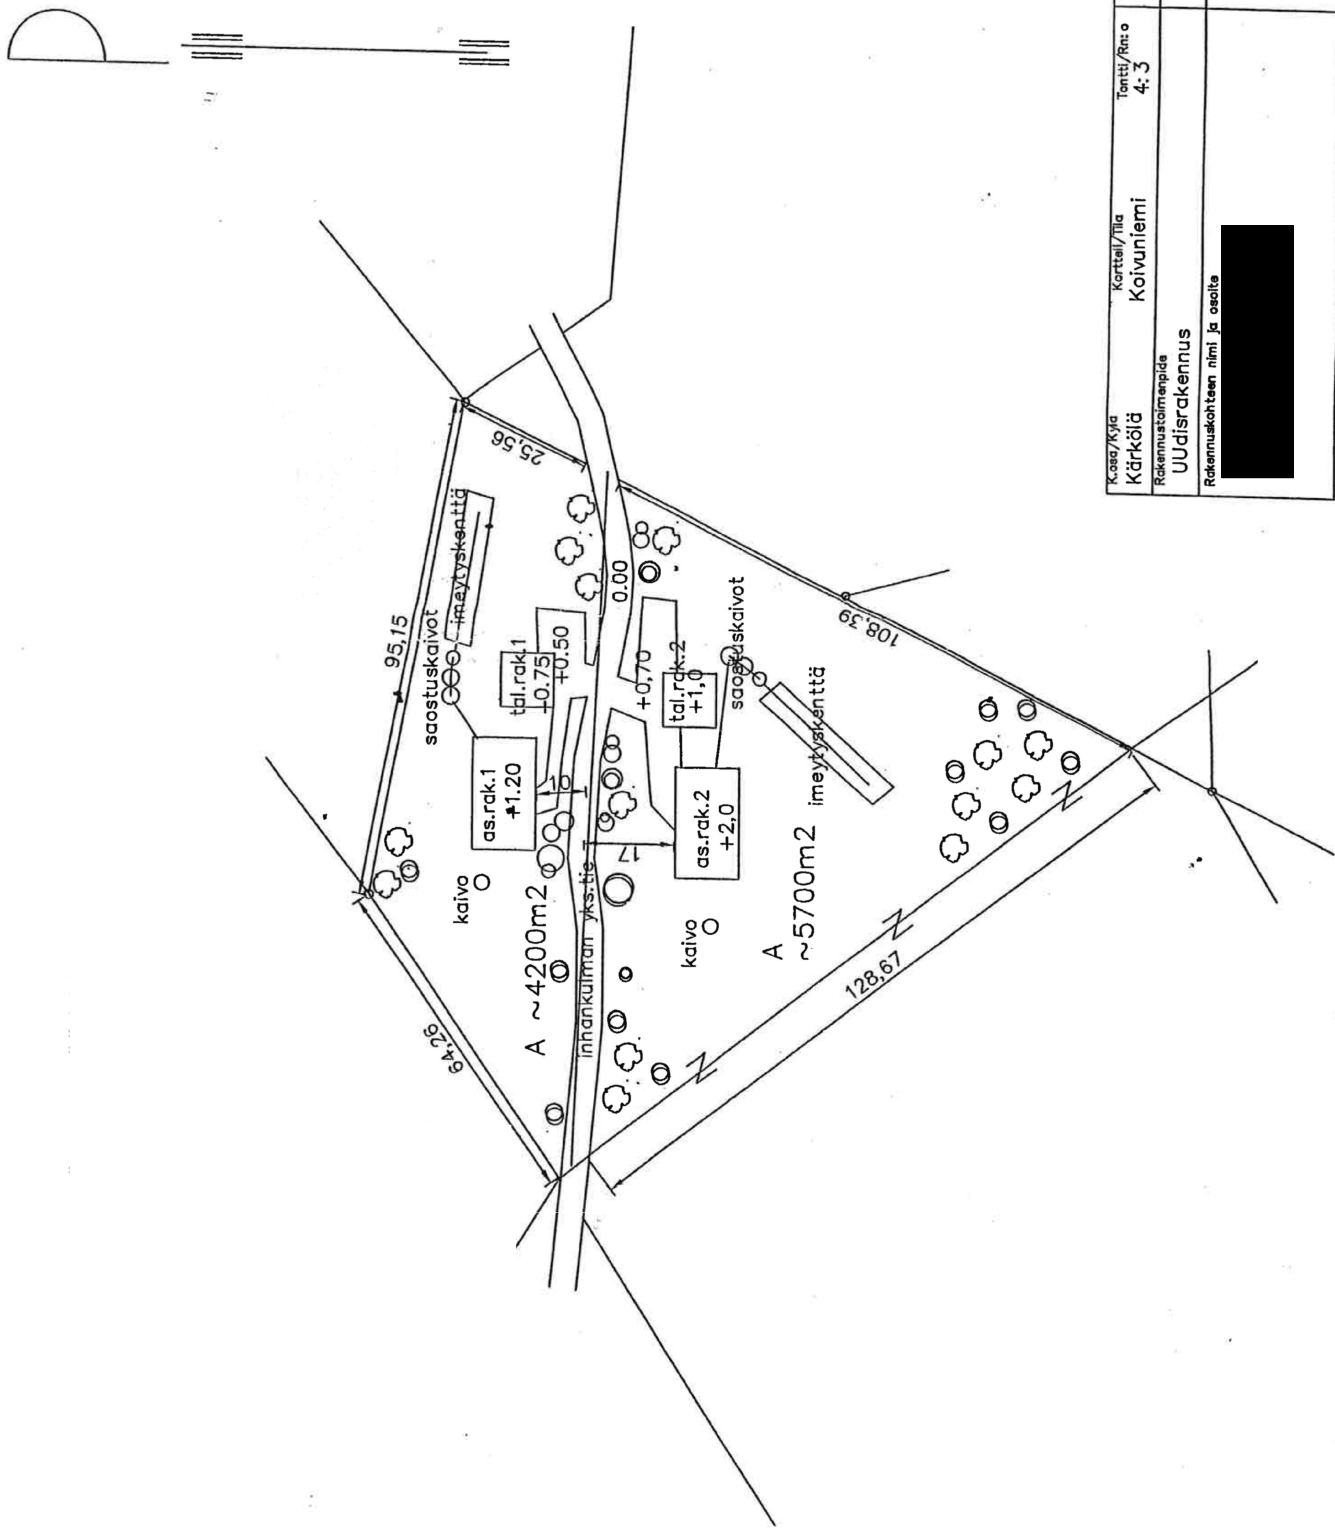 95,15
25,56
imeytyskenttä
saostuskaivot
tal.rak.1
+0.75
+0.50
0.00
as.rak.1
+1.20
10
kaivo
A ~4200m2
64,26
inhankulman yks.tie
+0,70
tal.rak.2
+1,0
saostuskaivot
imeytyskenttä
108,39
as.rak.2
+2,0
17
kaivo
A
~5700m2
128,67
K.osa/Kylä
Kärkölä
Kortteli/Tila
Koivuniemi
Tontti/Rn:o
4:3
Rakennustoimenpide
UUdisrakennus
Rakennuskohteen nimi ja osoite